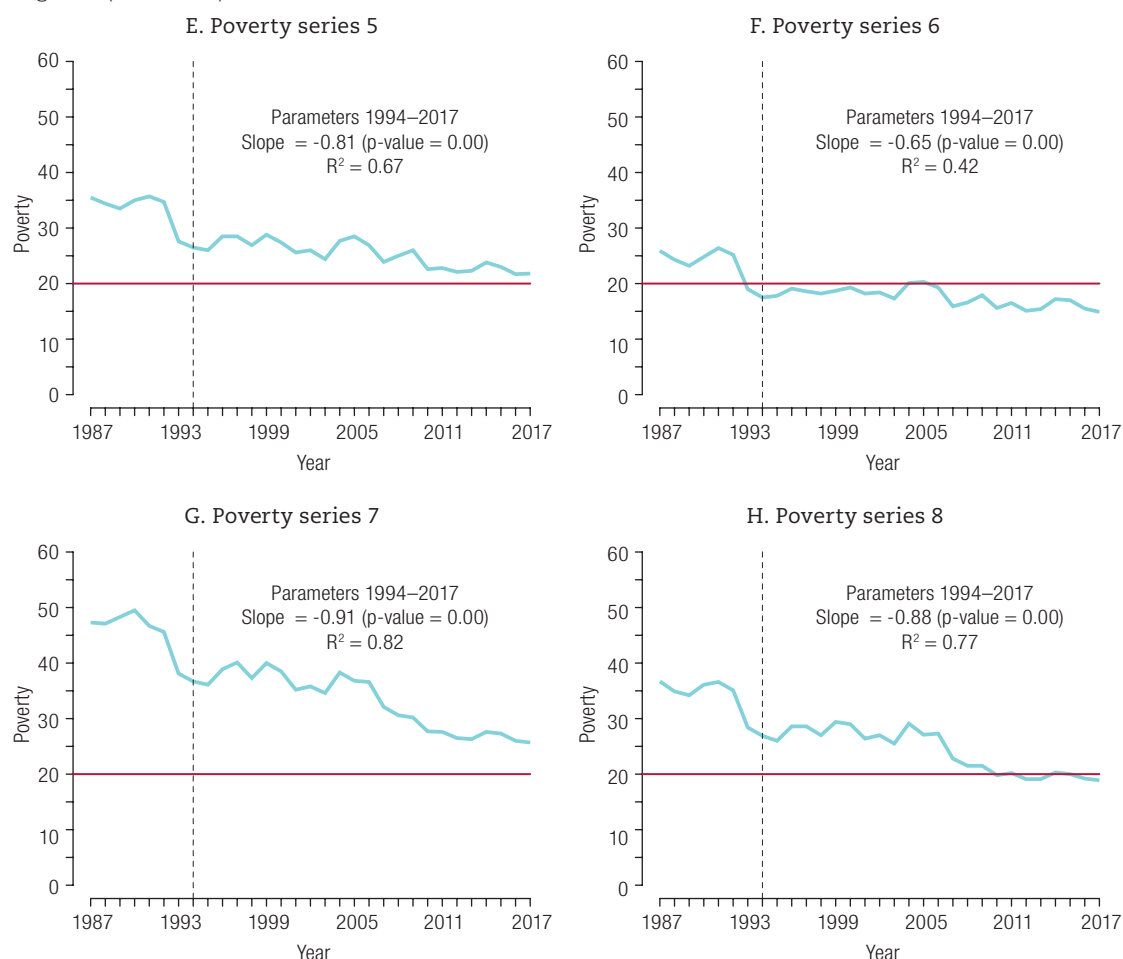 E. Poverty series 5
60
50
40
30
20
10
0
Poverty
Parameters 1994–2017
Slope = -0.81 (p-value = 0.00)
R² = 0.67
1987 1993 1999 2005 2011 2017
Year
F. Poverty series 6
60
50
40
30
20
10
0
Poverty
Parameters 1994–2017
Slope = -0.65 (p-value = 0.00)
R² = 0.42
1987 1993 1999 2005 2011 2017
Year
G. Poverty series 7
60
50
40
30
20
10
0
Poverty
Parameters 1994–2017
Slope = -0.91 (p-value = 0.00)
R² = 0.82
1987 1993 1999 2005 2011 2017
Year
H. Poverty series 8
60
50
40
30
20
10
0
Poverty
Parameters 1994–2017
Slope = -0.88 (p-value = 0.00)
R² = 0.77
1987 1993 1999 2005 2011 2017
Year